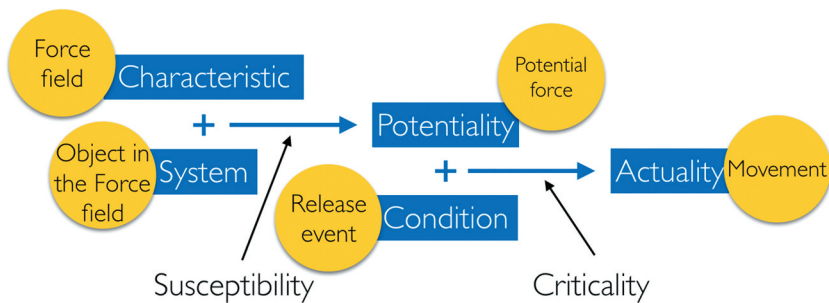 Force
field
Characteristic
+
Object in
the Force
field
System
Potentiality
Potential
force
+
Release
event
Condition
Actuality
Movement
Susceptibility
Criticality